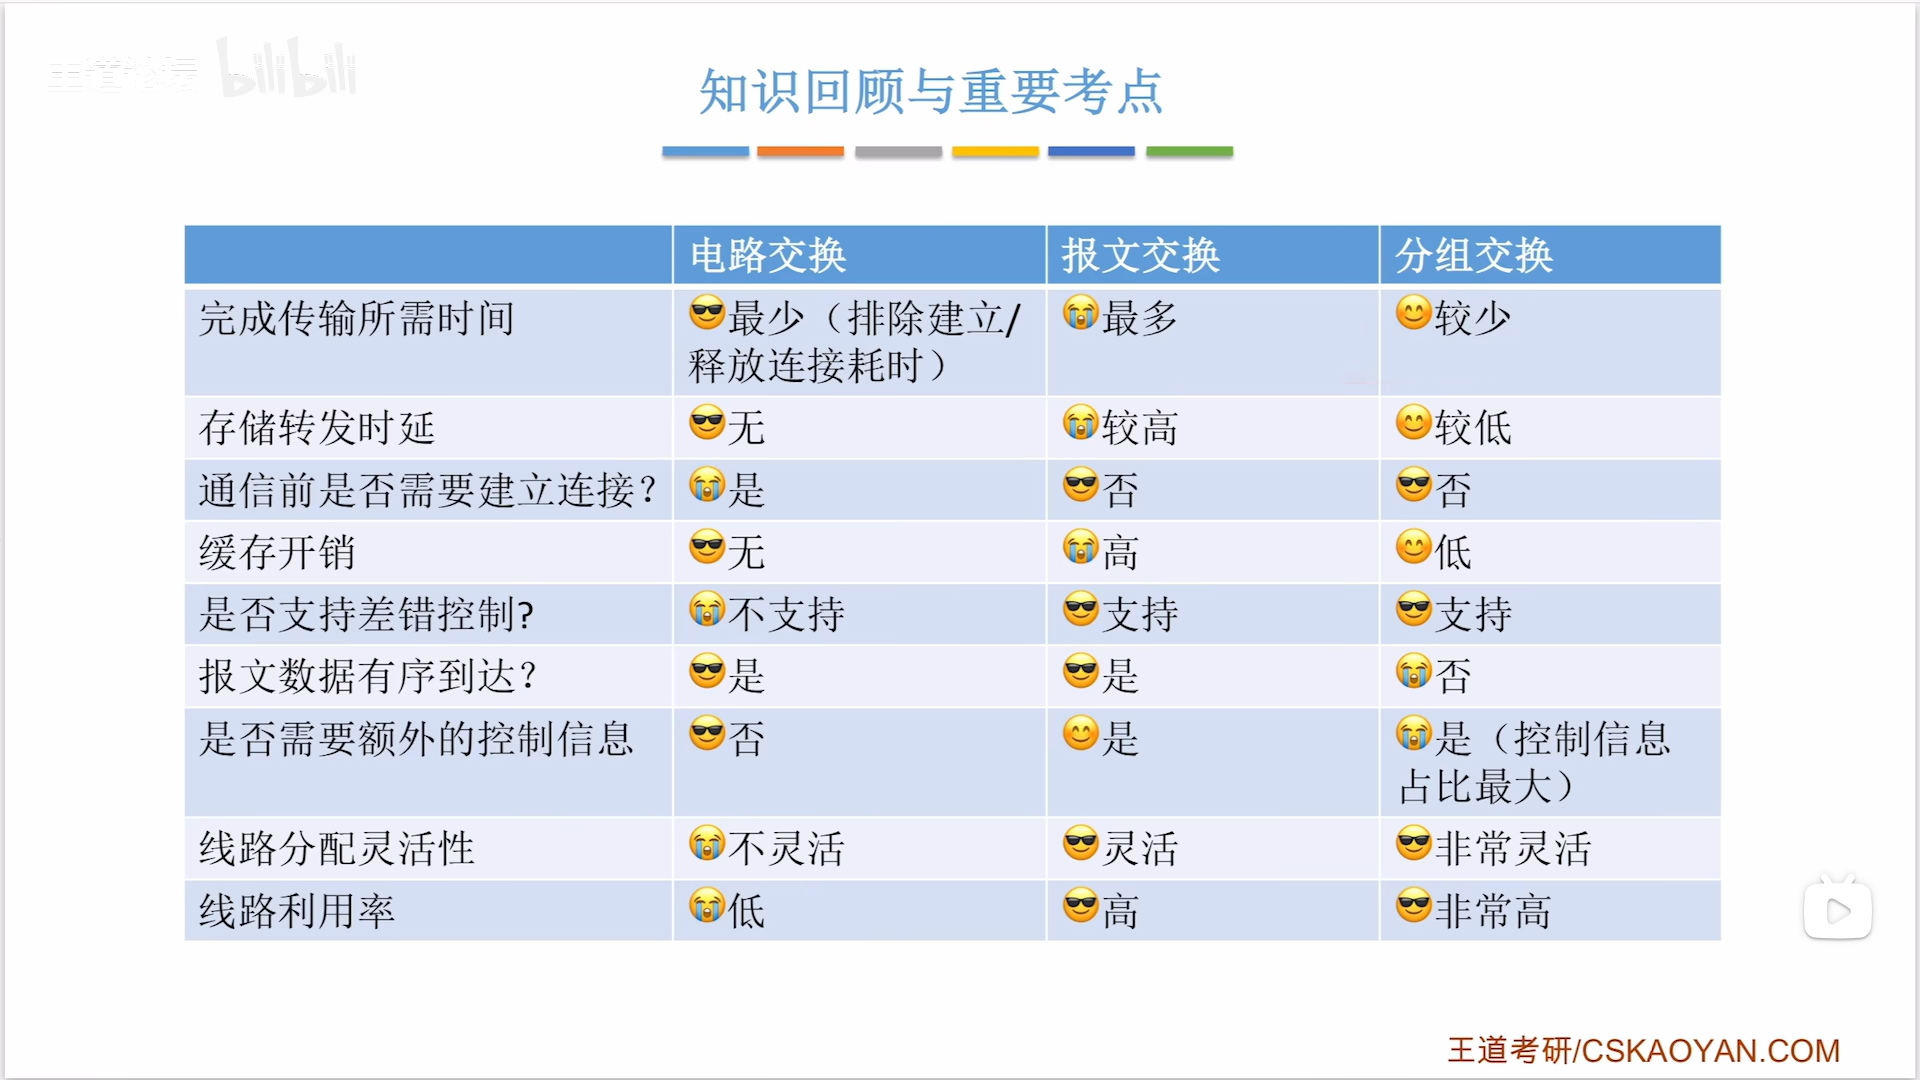 王道论坛 bilibili
知识回顾与重要考点
电路交换 报文交换 分组交换
完成传输所需时间 😎最少（排除建立/ 😭最多 😊较少
释放连接耗时）
存储转发时延 😎无 😭较高 😊较低
通信前是否需要建立连接？ 😭是 😎否 😎否
缓存开销 😎无 😭高 😊低
是否支持差错控制? 😭不支持 😎支持 😎支持
报文数据有序到达？ 😎是 😎是 😭否
是否需要额外的控制信息 😎否 😊是 😭是（控制信息
占比最大）
线路分配灵活性 😭不灵活 😎灵活 😎非常灵活
线路利用率 😭低 😎高 😎非常高
王道考研/CSKAOYAN.COM